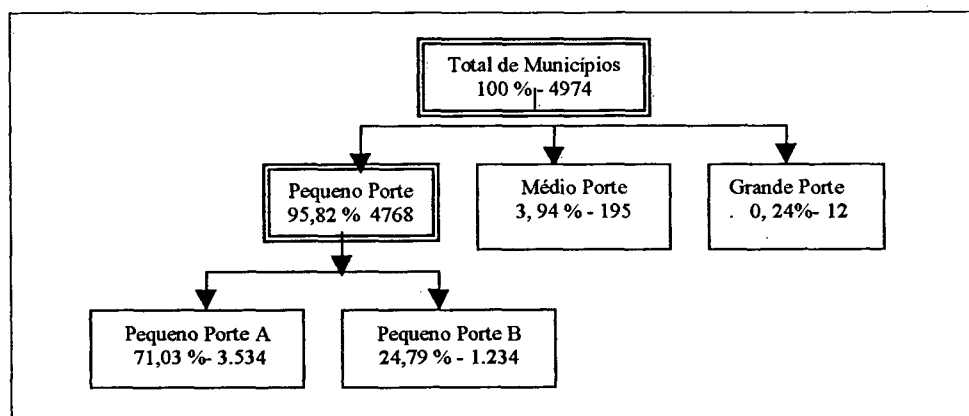 Total de Municípios
100 % - 4974
Pequeno Porte
95,82 % 4768
Médio Porte
3, 94 % - 195
Grande Porte
. 0, 24%- 12
Pequeno Porte A
71,03 %- 3.534
Pequeno Porte B
24,79 % - 1.234